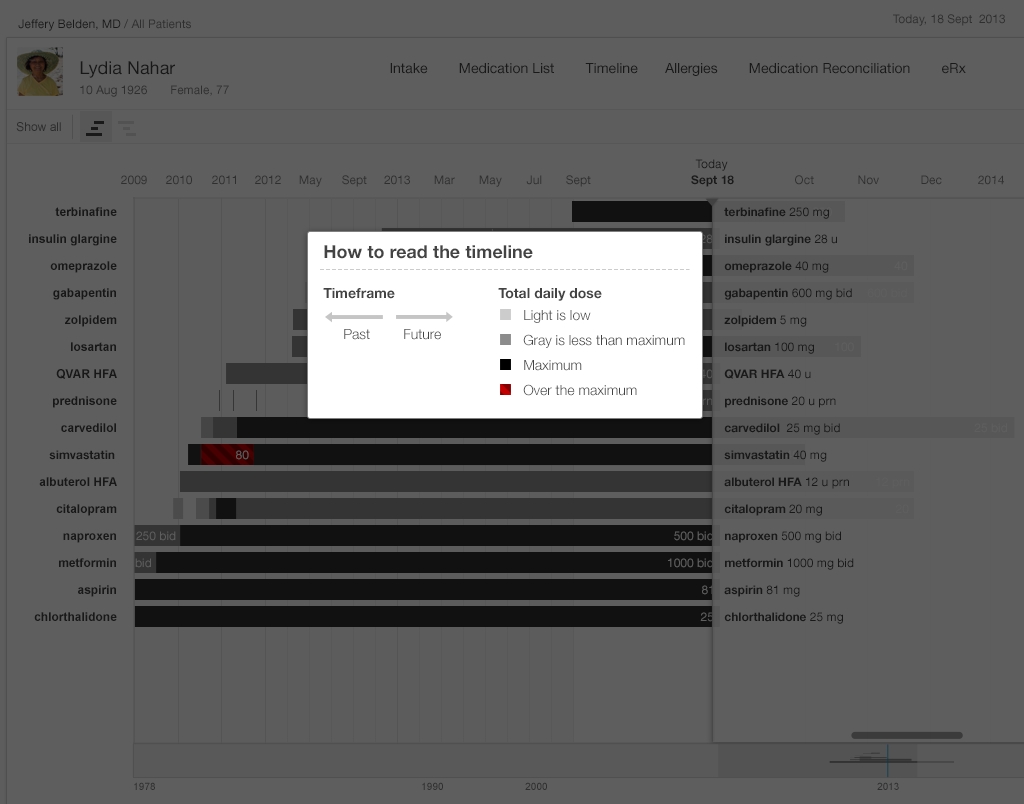 Jeffery Belden, MD / All Patients
Today, 18 Sept 2013
Lydia Nahar
10 Aug 1926 Female, 77
Intake Medication List Timeline Allergies Medication Reconciliation eRx
Show all
Today
2009 2010 2011 2012 May Sept 2013 Mar May Jul Sept Sept 18 Oct Nov Dec 2014
terbinafine terbinafine 250 mg
insulin glargine 28 insulin glargine 28 u
omeprazole omeprazole 40 mg 40
gabapentin gabapentin 600 mg bid
zolpidem zolpidem 5 mg
losartan losartan 100 mg 100
QVAR HFA 40 QVAR HFA 40 u
prednisone prednisone 20 u prn
carvedilol carvedilol 25 mg bid 25 bid
simvastatin 80 simvastatin 40 mg
albuterol HFA albuterol HFA 12 u prn
citalopram citalopram 20 mg
naproxen 250 bid 500 bid naproxen 500 mg bid
metformin bid 1000 bid metformin 1000 mg bid
aspirin 81 aspirin 81 mg
chlorthalidone 25 chlorthalidone 25 mg
How to read the timeline
Timeframe
Past Future
Total daily dose
Light is low
Gray is less than maximum
Maximum
Over the maximum
1978 1990 2000 2013